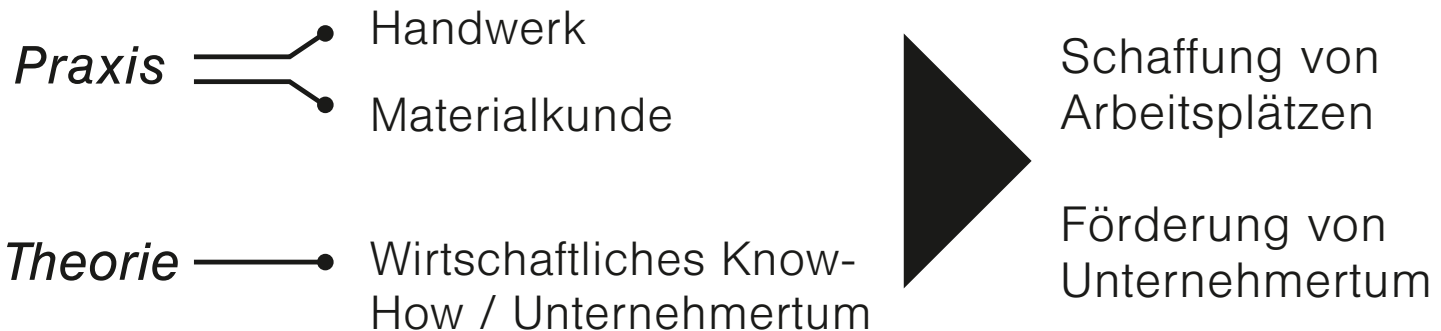 Praxis
Handwerk
Materialkunde
Theorie
Wirtschaftliches Know-
How / Unternehmertum
Schaffung von
Arbeitsplätzen
Förderung von
Unternehmertum